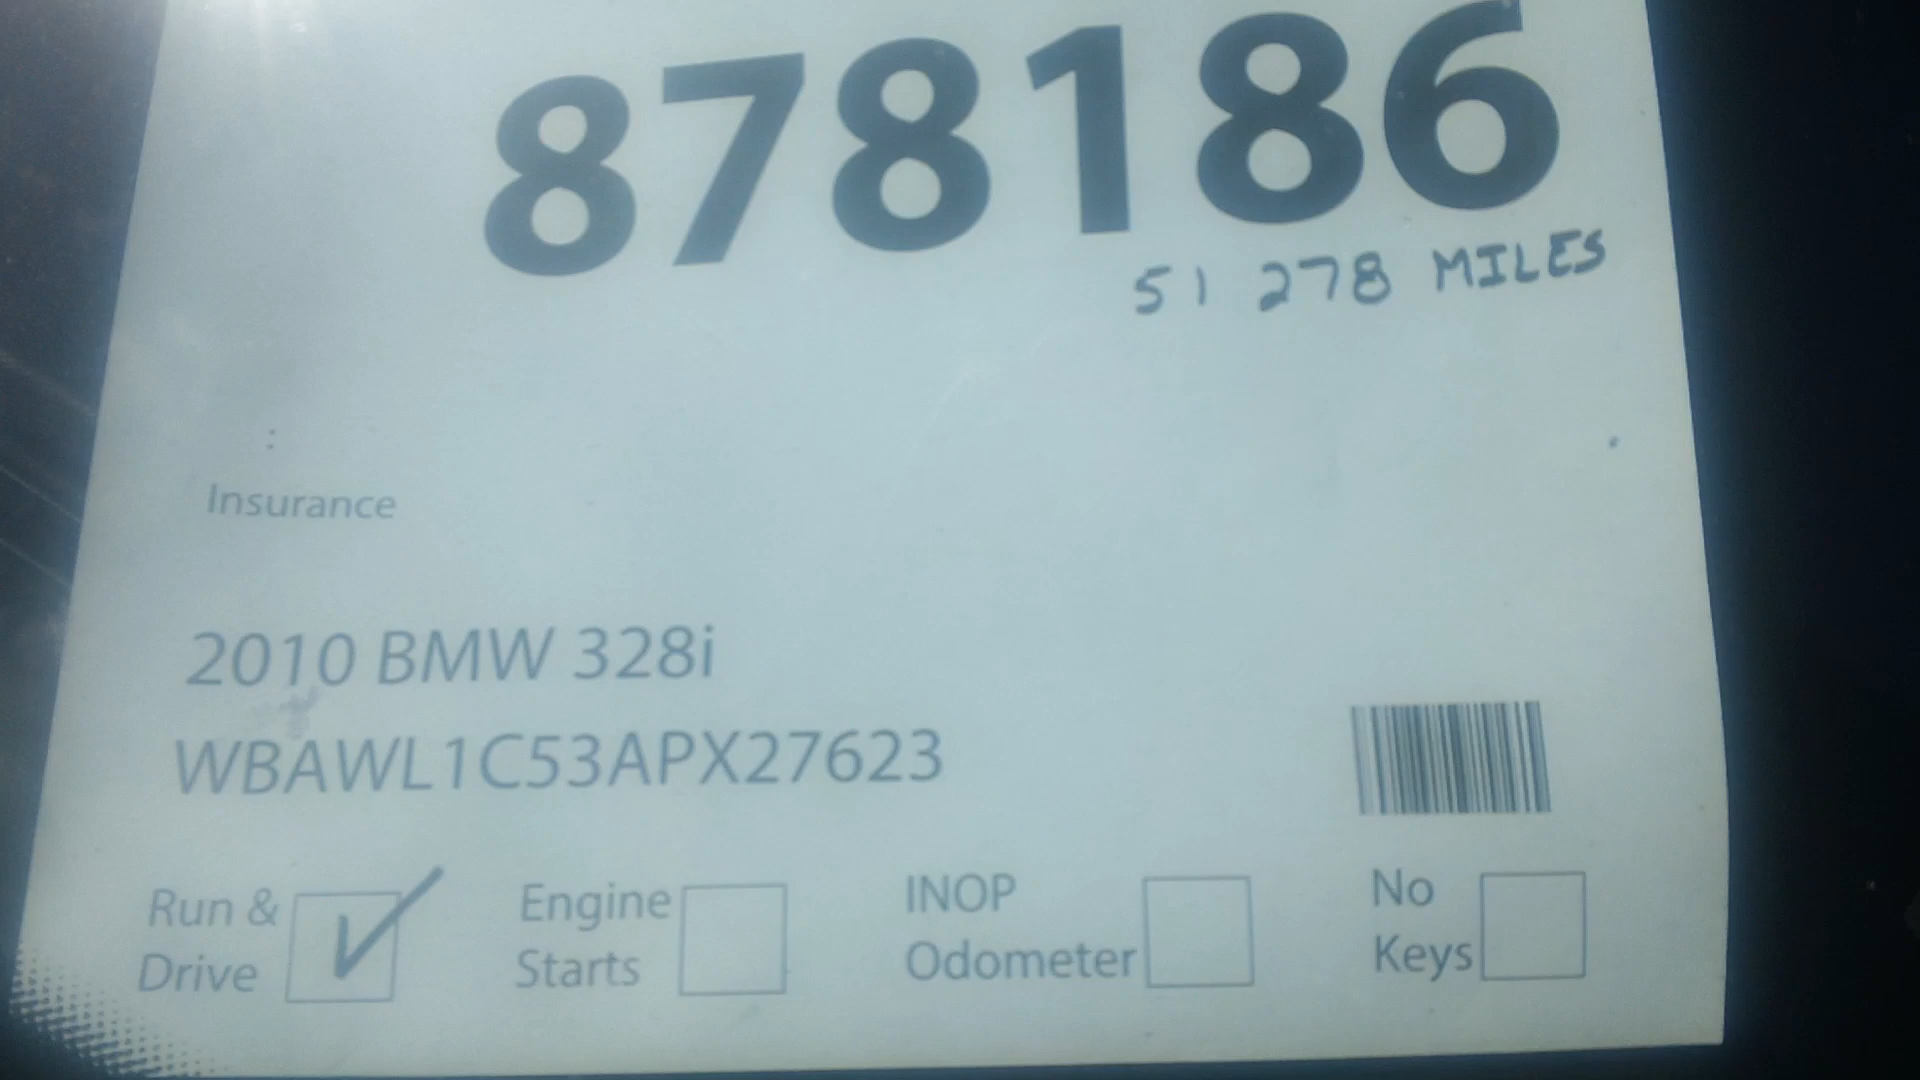 878186
51 278 MILES
:
Insurance
2010 BMW 328i
WBAWL1C53APX27623
Run & Drive
Engine Starts
INOP Odometer
No Keys